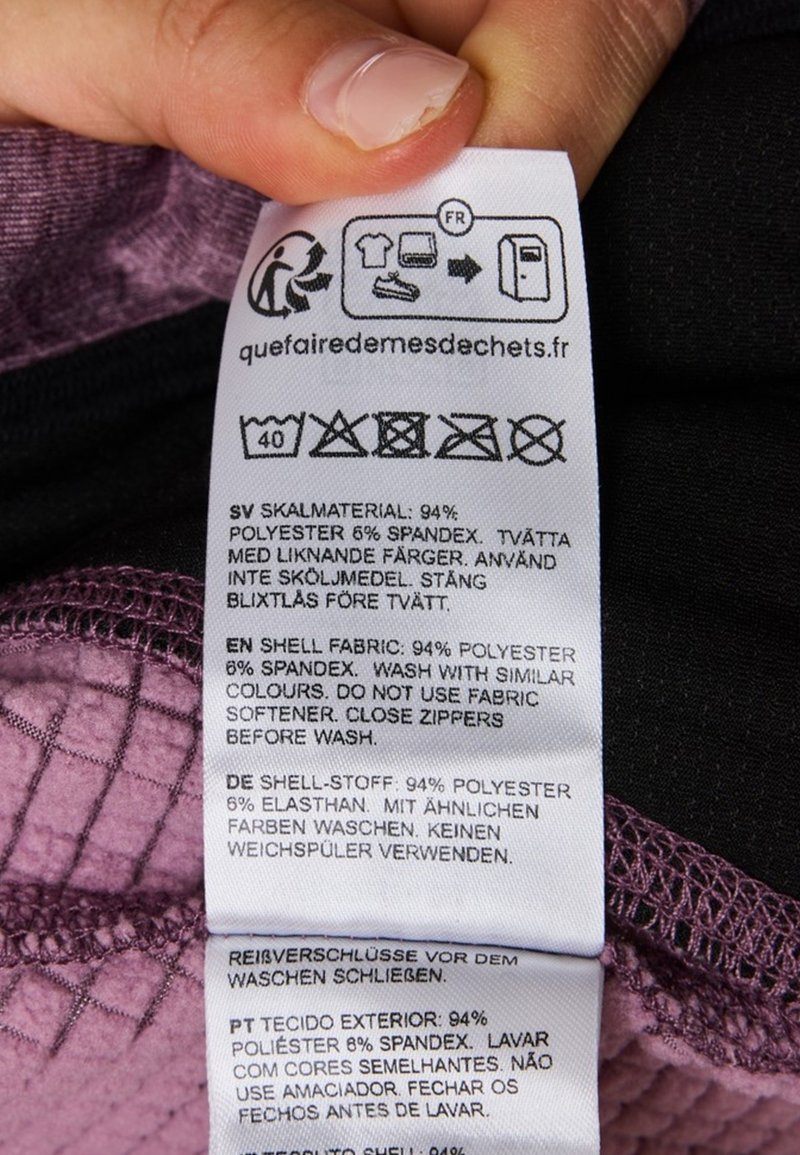 FR
quefairedemesdechets.fr
40
SV SKALMATERIAL: 94%
POLYESTER 6% SPANDEX. TVÄTTA
MED LIKNANDE FÄRGER. ANVÄND
INTE SKÖLJMEDEL. STÄNG
BLIXTLÅS FÖRE TVÄTT.
EN SHELL FABRIC: 94% POLYESTER
6% SPANDEX. WASH WITH SIMILAR
COLOURS. DO NOT USE FABRIC
SOFTENER. CLOSE ZIPPERS
BEFORE WASH.
DE SHELL-STOFF: 94% POLYESTER
6% ELASTHAN. MIT ÄHNLICHEN
FARBEN WASCHEN. KEINEN
WEICHSPÜLER VERWENDEN.
REIßVERSCHLÜSSE VOR DEM
WASCHEN SCHLIEßEN.
PT TECIDO EXTERIOR: 94%
POLIÉSTER 6% SPANDEX. LAVAR
COM CORES SEMELHANTES. NÃO
USE AMACIADOR. FECHAR OS
FECHOS ANTES DE LAVAR.
IT TESSUTO SHELL: 94%